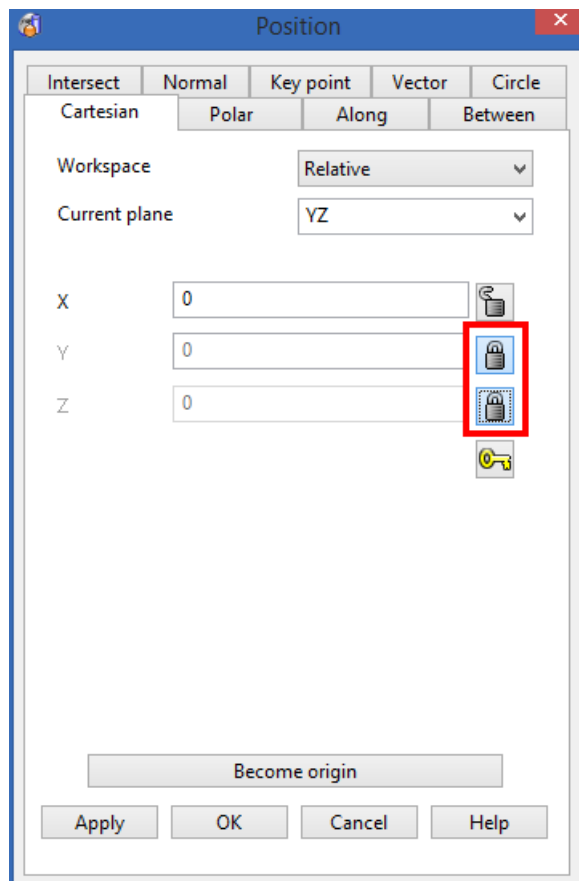 Position
Intersect Normal Key point Vector Circle
Cartesian Polar Along Between
Workspace Relative
Current plane YZ
X 0
Y 0
Z 0
Become origin
Apply OK Cancel Help